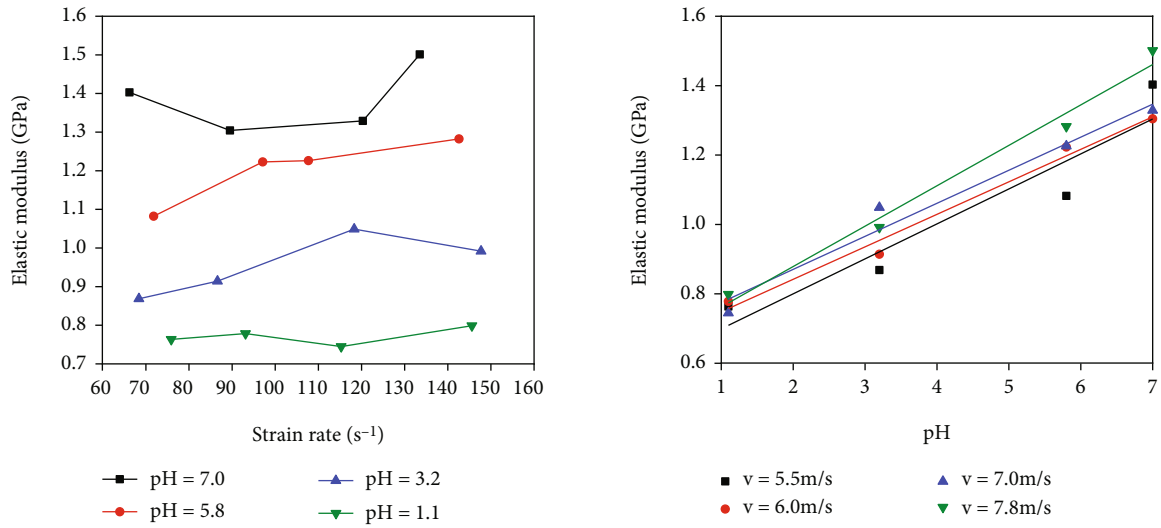 Elastic modulus (GPa)
1.6
1.5
1.4
1.3
1.2
1.1
1.0
0.9
0.8
0.7
60 70 80 90 100 110 120 130 140 150 160
Strain rate (s⁻¹)
pH = 7.0 pH = 3.2
pH = 5.8 pH = 1.1
Elastic modulus (GPa)
1.6
1.4
1.2
1.0
0.8
0.6
1 2 3 4 5 6 7
pH
v = 5.5m/s v = 7.0m/s
v = 6.0m/s v = 7.8m/s